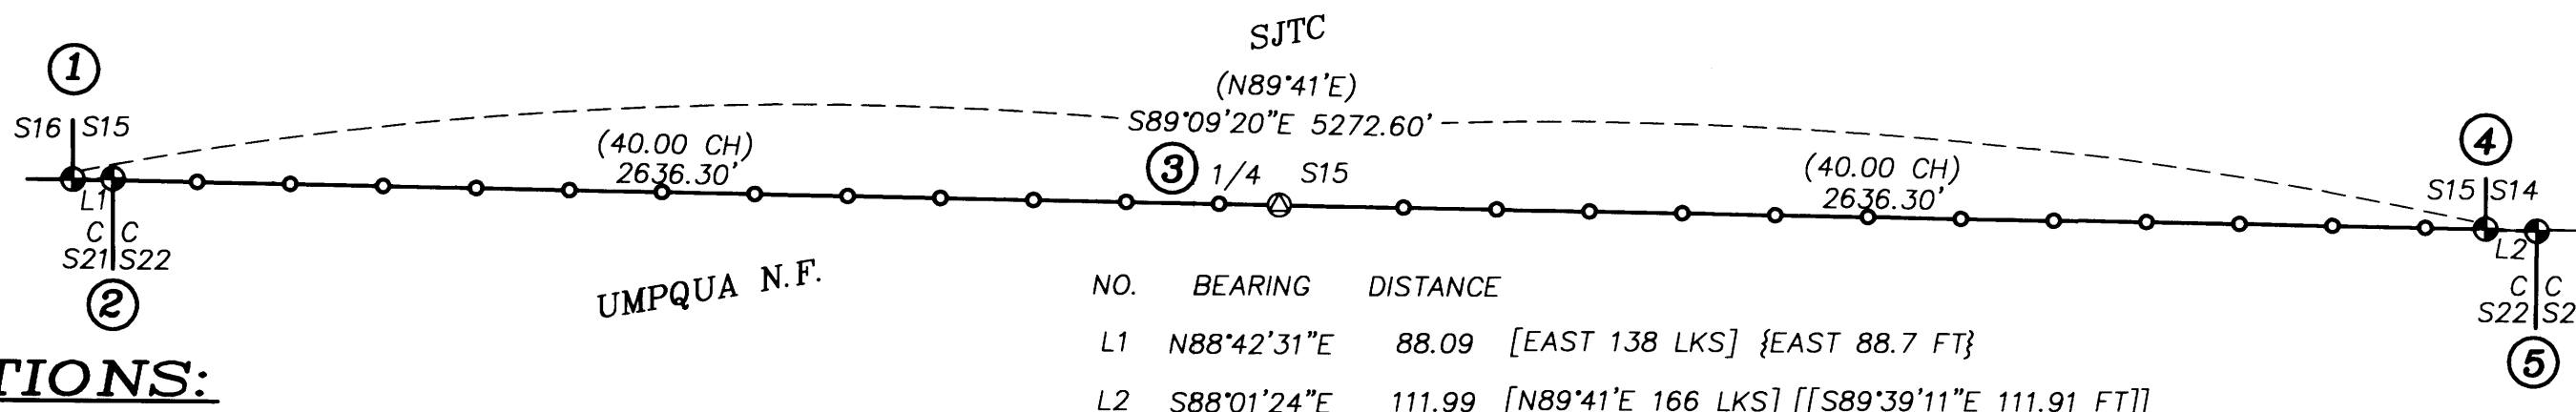 SJTC
(N89°41'E)
S89°09'20"E 5272.60'
1
S16 S15
L1
C C
S21 S22
2
(40.00 CH)
2636.30'
3 1/4 S15
(40.00 CH)
2636.30'
4
S15 S14
L2
C C
S22 S2
5
UMPQUA N.F.
NO. BEARING DISTANCE
L1 N88°42'31"E 88.09 [EAST 138 LKS] {EAST 88.7 FT}
L2 S88°01'24"E 111.99 [N89°41'E 166 LKS] [[S89°39'11"E 111.91 FT]]
TIONS: